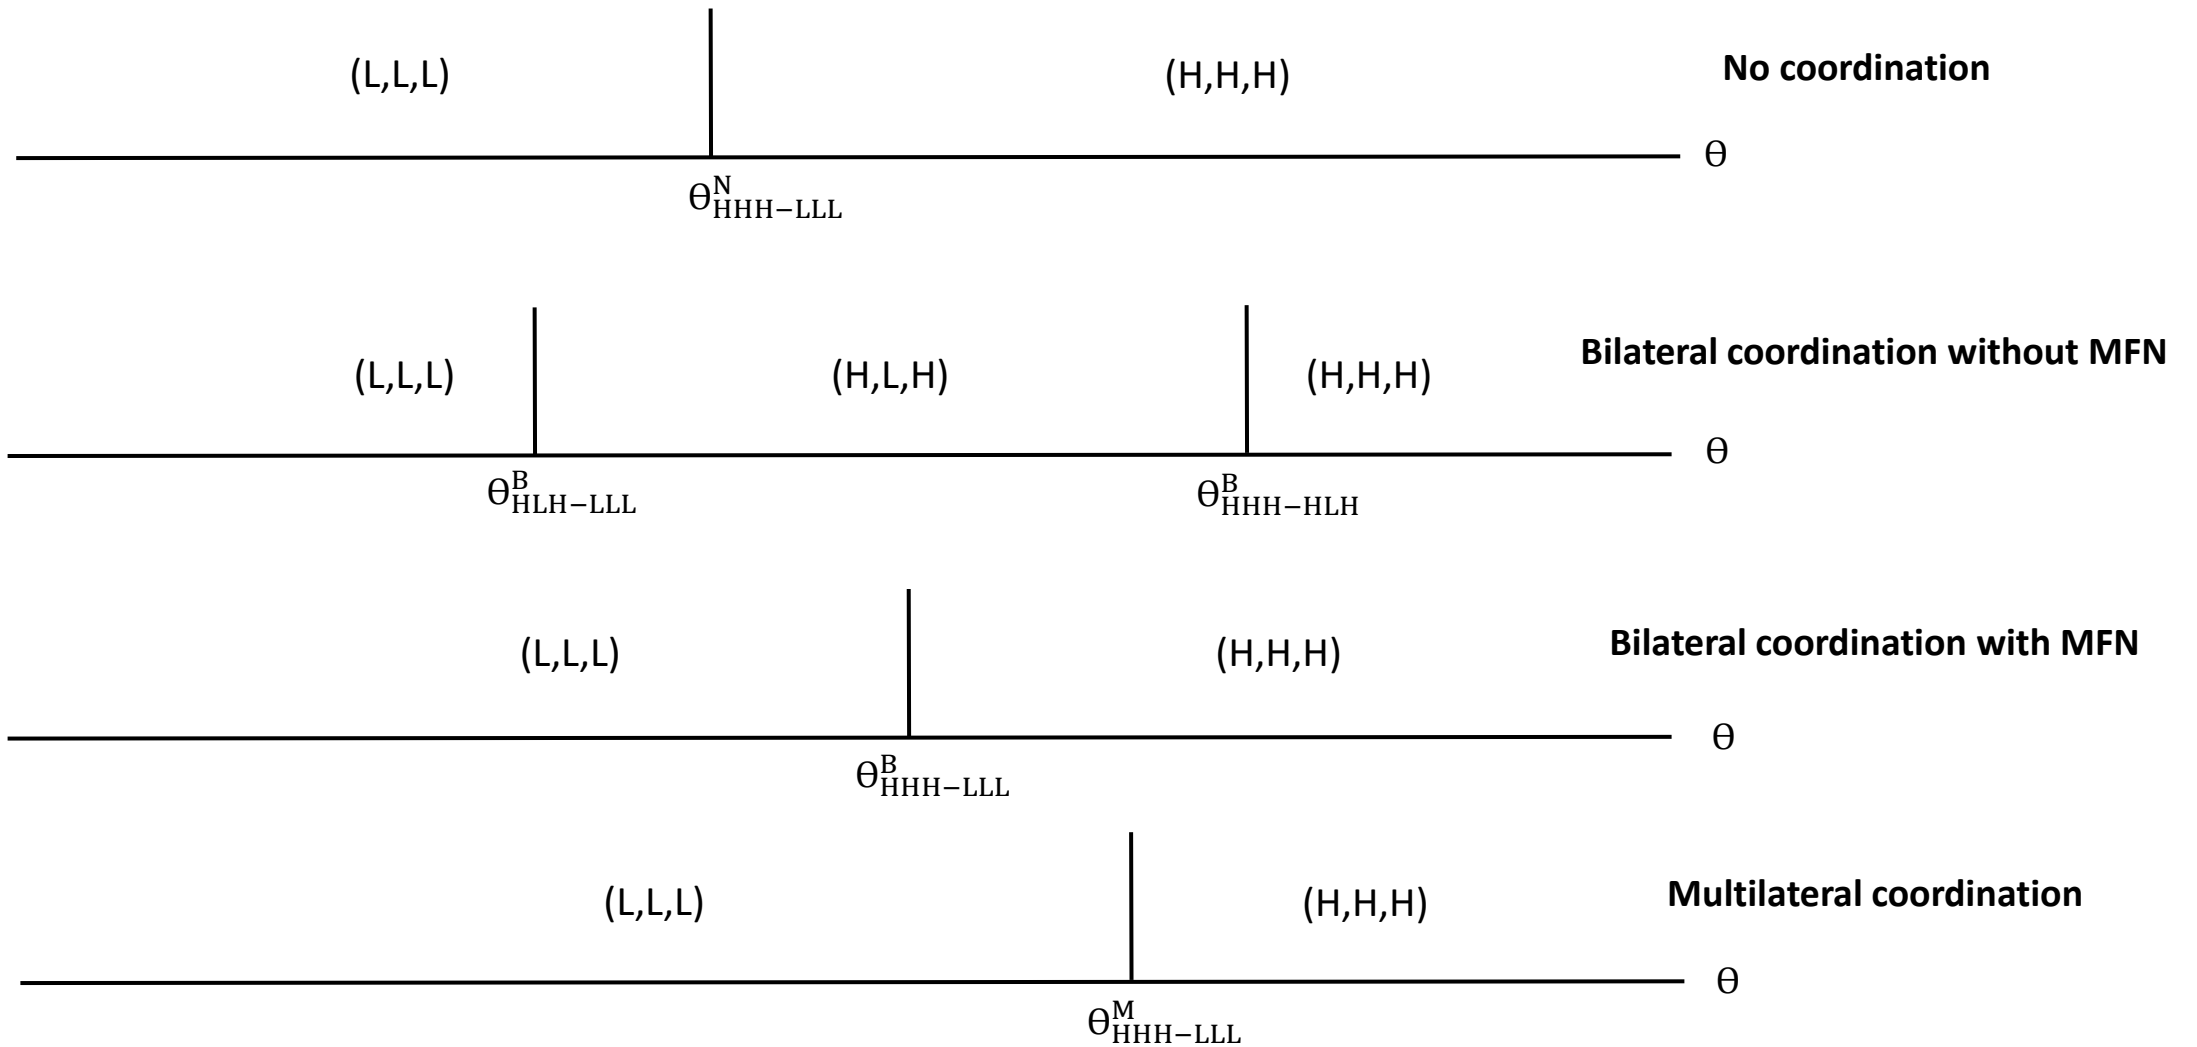 (L,L,L) (H,H,H) No coordination
θ
θ^N_HHH−LLL
(L,L,L) (H,L,H) (H,H,H) Bilateral coordination without MFN
θ
θ^B_HLH−LLL θ^B_HHH−HLH
(L,L,L) (H,H,H) Bilateral coordination with MFN
θ
θ^B_HHH−LLL
(L,L,L) (H,H,H) Multilateral coordination
θ
θ^M_HHH−LLL